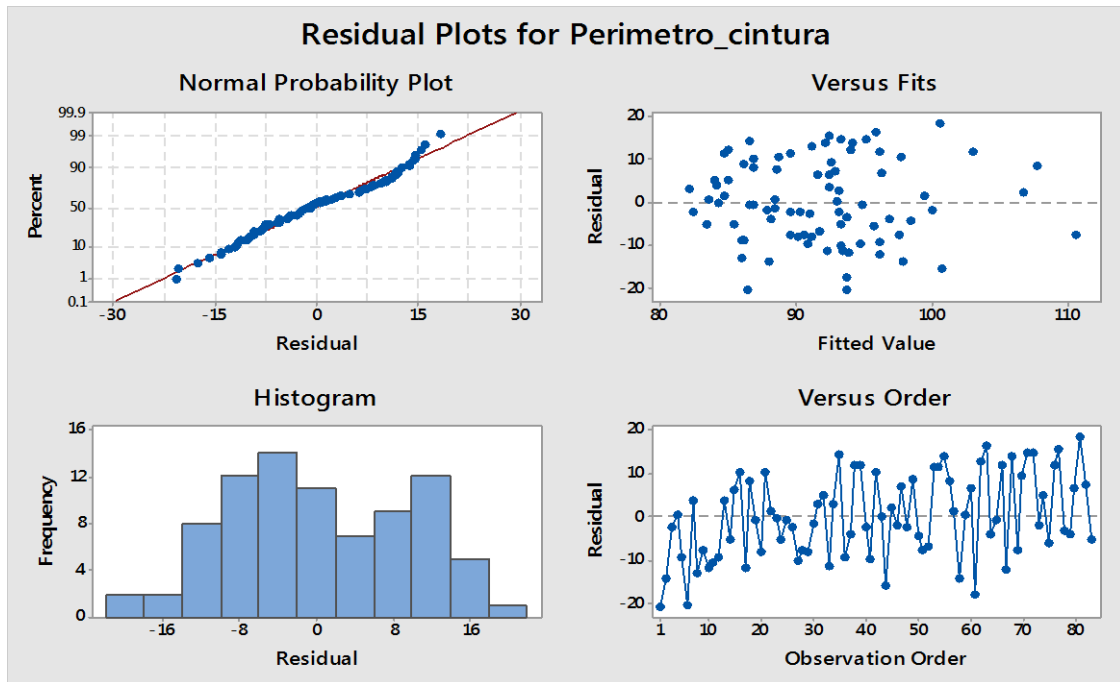 Residual Plots for Perimetro_cintura
Normal Probability Plot
99.9
99
90
50
10
1
0.1
Percent
-30 -15 0 15 30
Residual
Versus Fits
20
10
0
-10
-20
Residual
80 90 100 110
Fitted Value
Histogram
16
12
8
4
0
Frequency
-16 -8 0 8 16
Residual
Versus Order
20
10
0
-10
-20
Residual
1 10 20 30 40 50 60 70 80
Observation Order